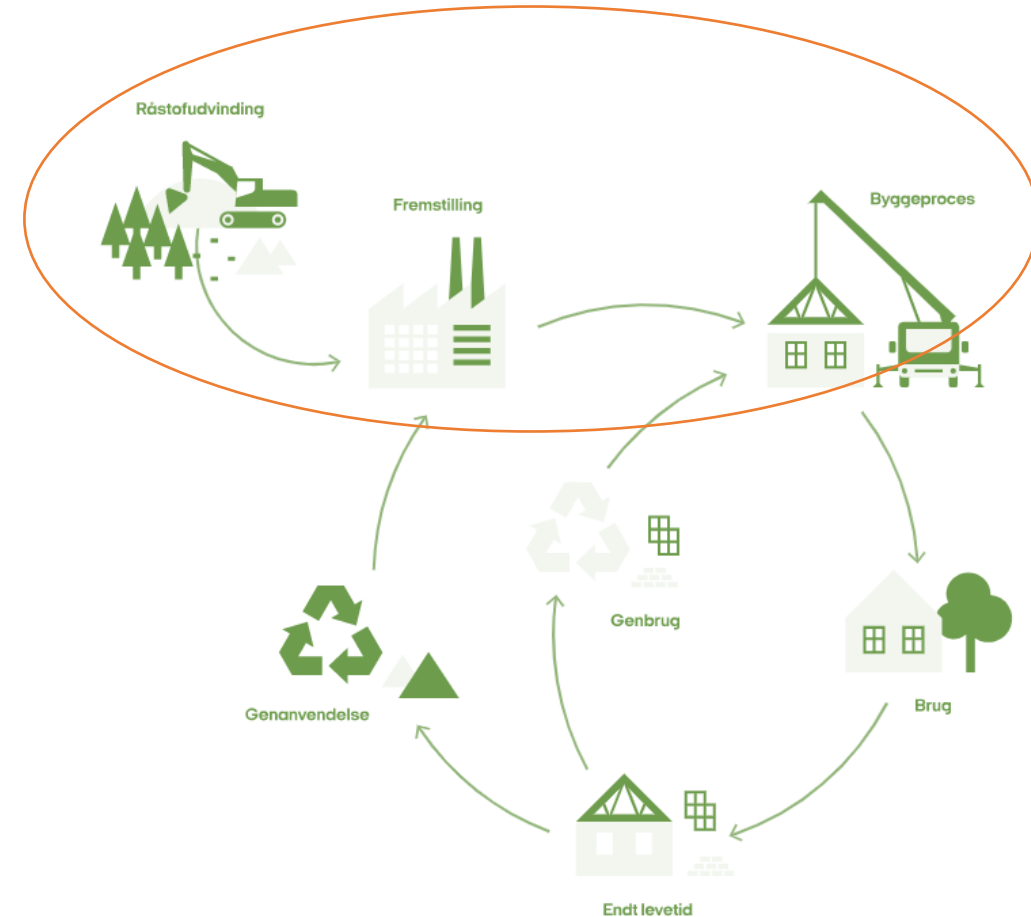 Råstofudvinding
Fremstilling
Byggeproces
Genbrug
Genanvendelse
Brug
Endt levetid